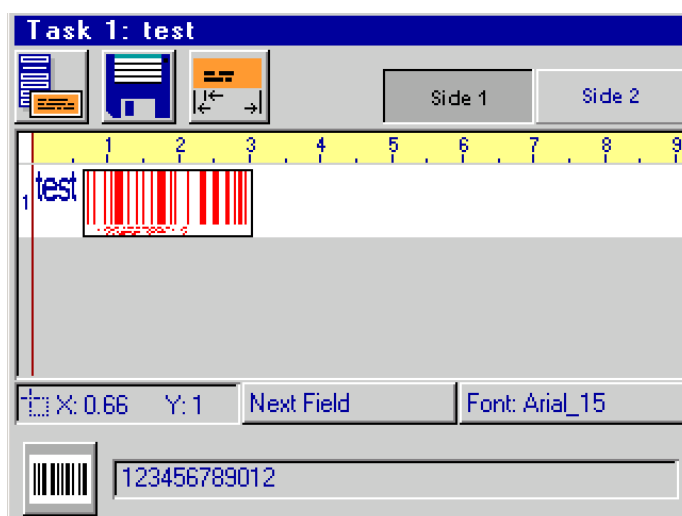 Task 1: test
Side 1 Side 2
1 2 3 4 5 6 7 8 9
1 test
X: 0.66 Y: 1 Next Field Font: Arial_15
123456789012